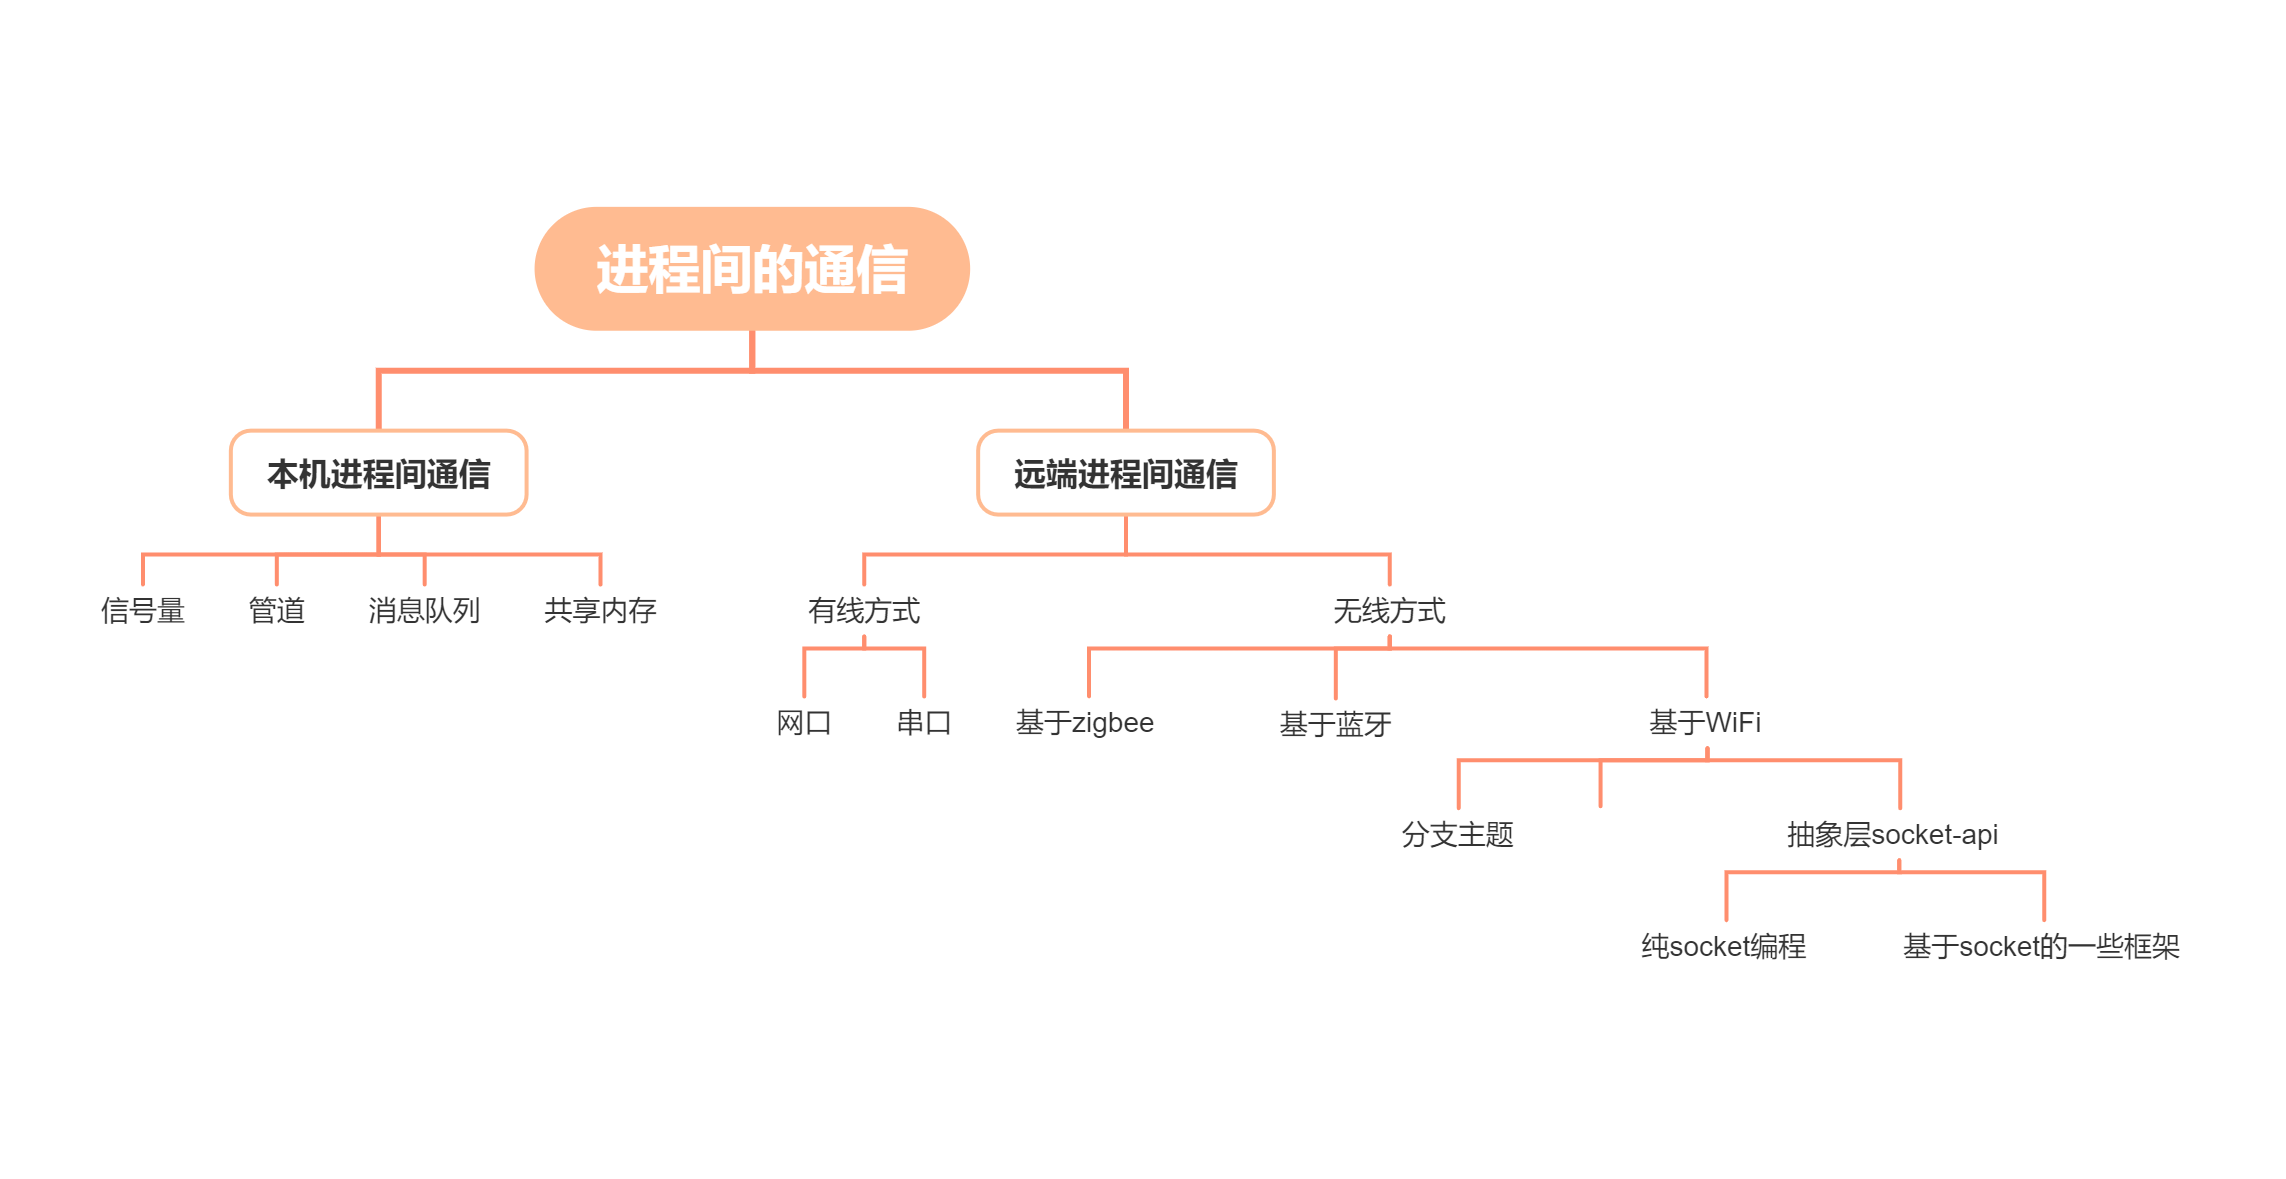 进程间的通信
本机进程间通信
远端进程间通信
信号量
管道
消息队列
共享内存
有线方式
无线方式
网口
串口
基于zigbee
基于蓝牙
基于WiFi
分支主题
抽象层socket-api
纯socket编程
基于socket的一些框架